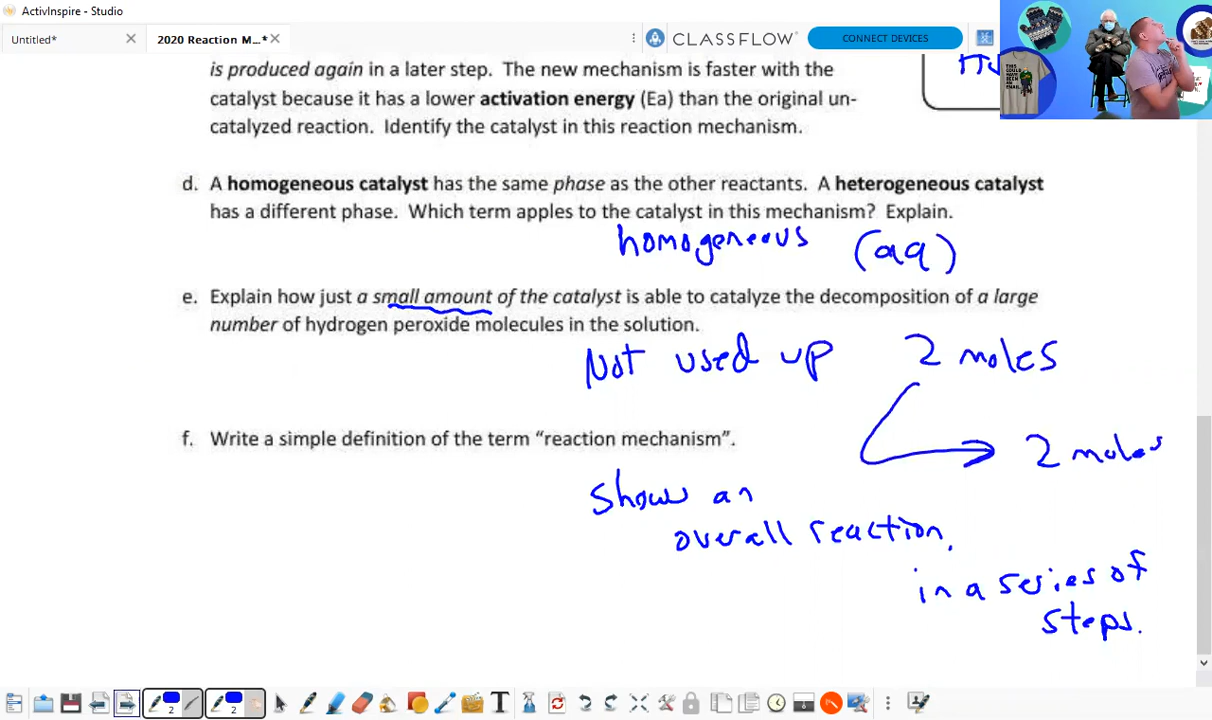 ActivInspire - Studio
Untitled*
2020 Reaction M...*
CLASSFLOW
CONNECT DEVICES
is produced again in a later step. The new mechanism is faster with the
catalyst because it has a lower activation energy (Ea) than the original un-
catalyzed reaction. Identify the catalyst in this reaction mechanism.
d. A homogeneous catalyst has the same phase as the other reactants. A heterogeneous catalyst
has a different phase. Which term applies to the catalyst in this mechanism? Explain.
homogeneous (aq)
e. Explain how just a small amount of the catalyst is able to catalyze the decomposition of a large
number of hydrogen peroxide molecules in the solution.
Not used up 2 moles
f. Write a simple definition of the term “reaction mechanism”.
2 moles
show an
overall reaction.
in a series of
steps.
2
2